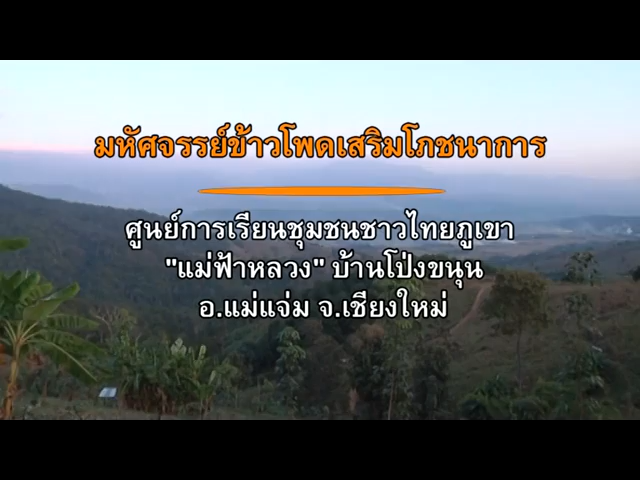 มหัศจรรย์ข้าวโพดเสริมโภชนาการ
ศูนย์การเรียนชุมชนชาวไทยภูเขา
"แม่ฟ้าหลวง" บ้านโป่งขนุน
อ.แม่แจ่ม จ.เชียงใหม่